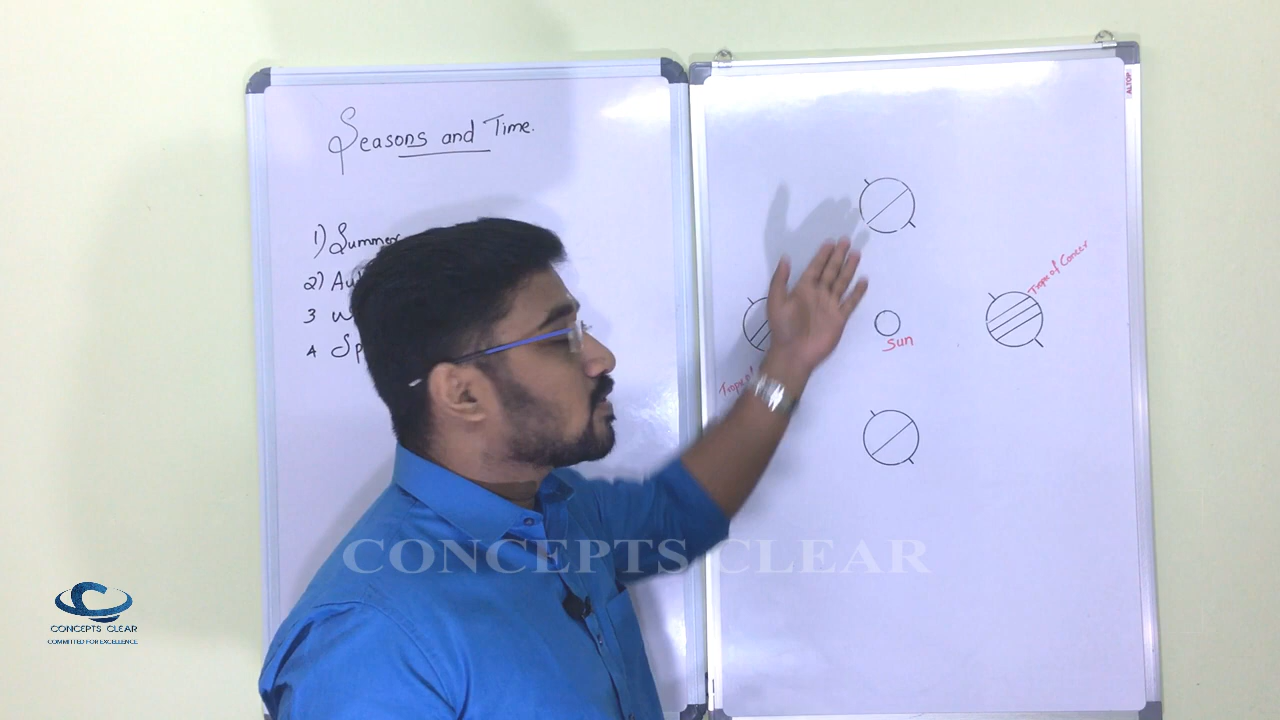 Seasons and Time.
1) Summer
2) Au
3 w
4 Sp
Tropic of Cancer
Sun
Tropic of
ALTOP
CONCEPTS CLEAR
CONCEPTS CLEAR
COMMITTED FOR EXCELLENCE